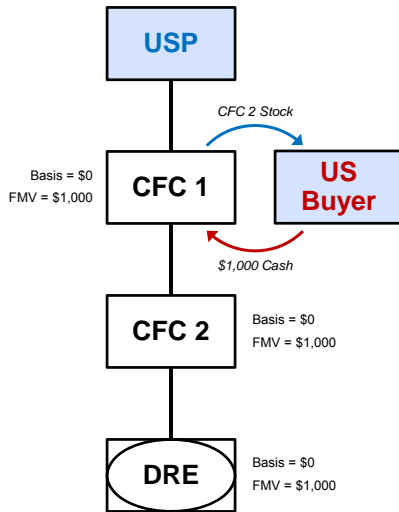 USP
CFC 2 Stock
Basis = $0
FMV = $1,000
CFC 1
US
Buyer
$1,000 Cash
CFC 2
Basis = $0
FMV = $1,000
DRE
Basis = $0
FMV = $1,000